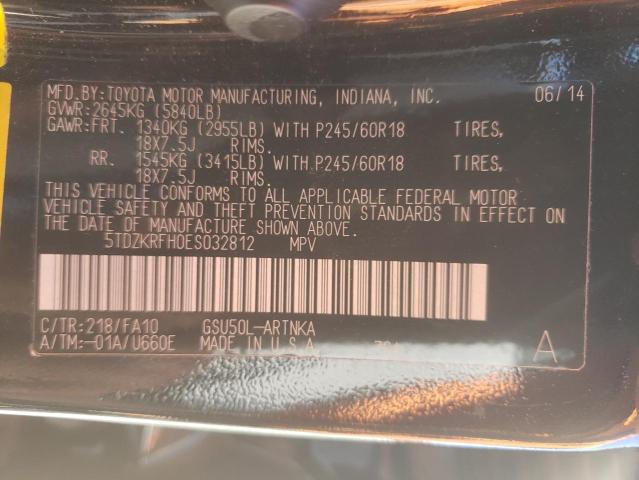 MFD.BY:TOYOTA MOTOR MANUFACTURING, INDIANA, INC. 06/14
GVWR:2645KG (5840LB)
GAWR:FRT. 1340KG (2955LB) WITH P245/60R18 TIRES,
18X7.5J RIMS.
RR. 1545KG (3415LB) WITH P245/60R18 TIRES,
18X7.5J RIMS.
THIS VEHICLE CONFORMS TO ALL APPLICABLE FEDERAL MOTOR
VEHICLE SAFETY AND THEFT PREVENTION STANDARDS IN EFFECT ON
THE DATE OF MANUFACTURE SHOWN ABOVE.
5TDZKRFH0ES032812 MPV
C/TR:218/FA10 GSU50L-ARTNKA
A/TM:-01A/U660E MADE IN U.S.A. A